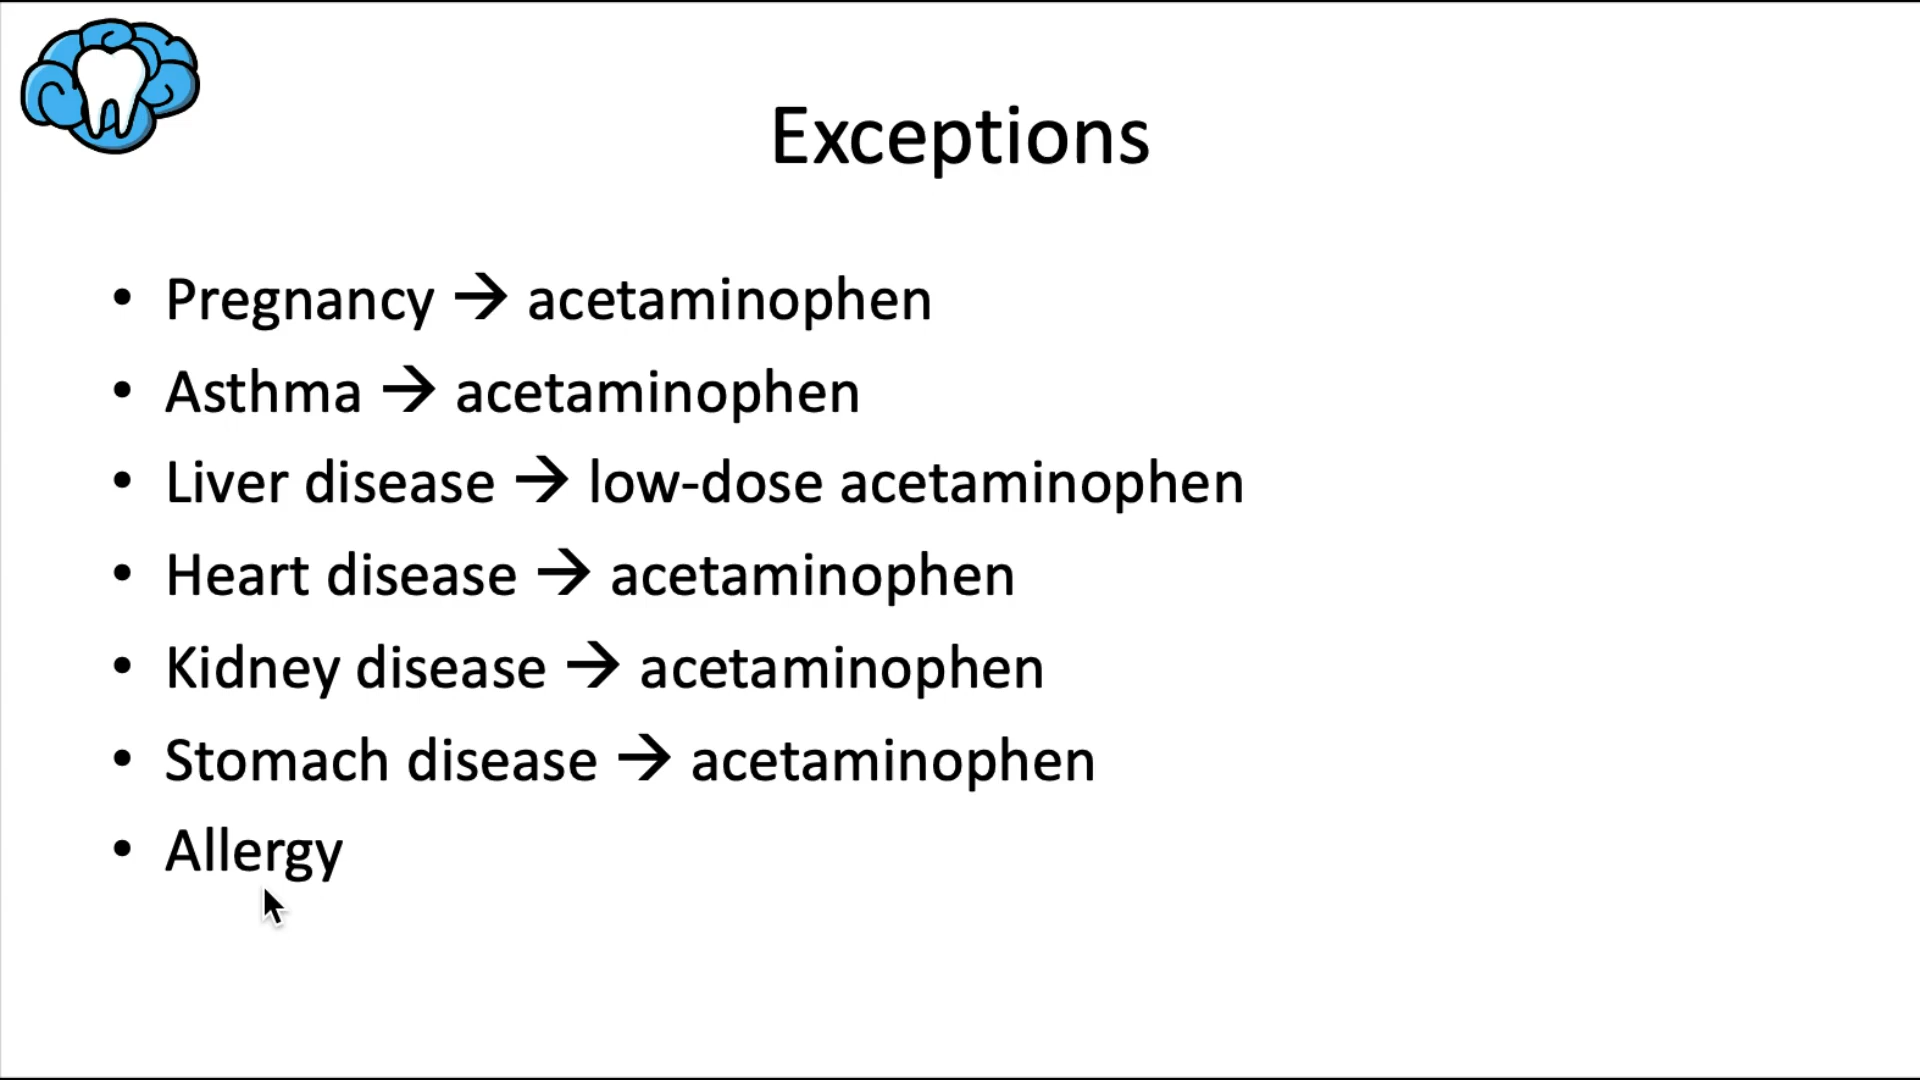 Exceptions
• Pregnancy → acetaminophen
• Asthma → acetaminophen
• Liver disease → low-dose acetaminophen
• Heart disease → acetaminophen
• Kidney disease → acetaminophen
• Stomach disease → acetaminophen
• Allergy